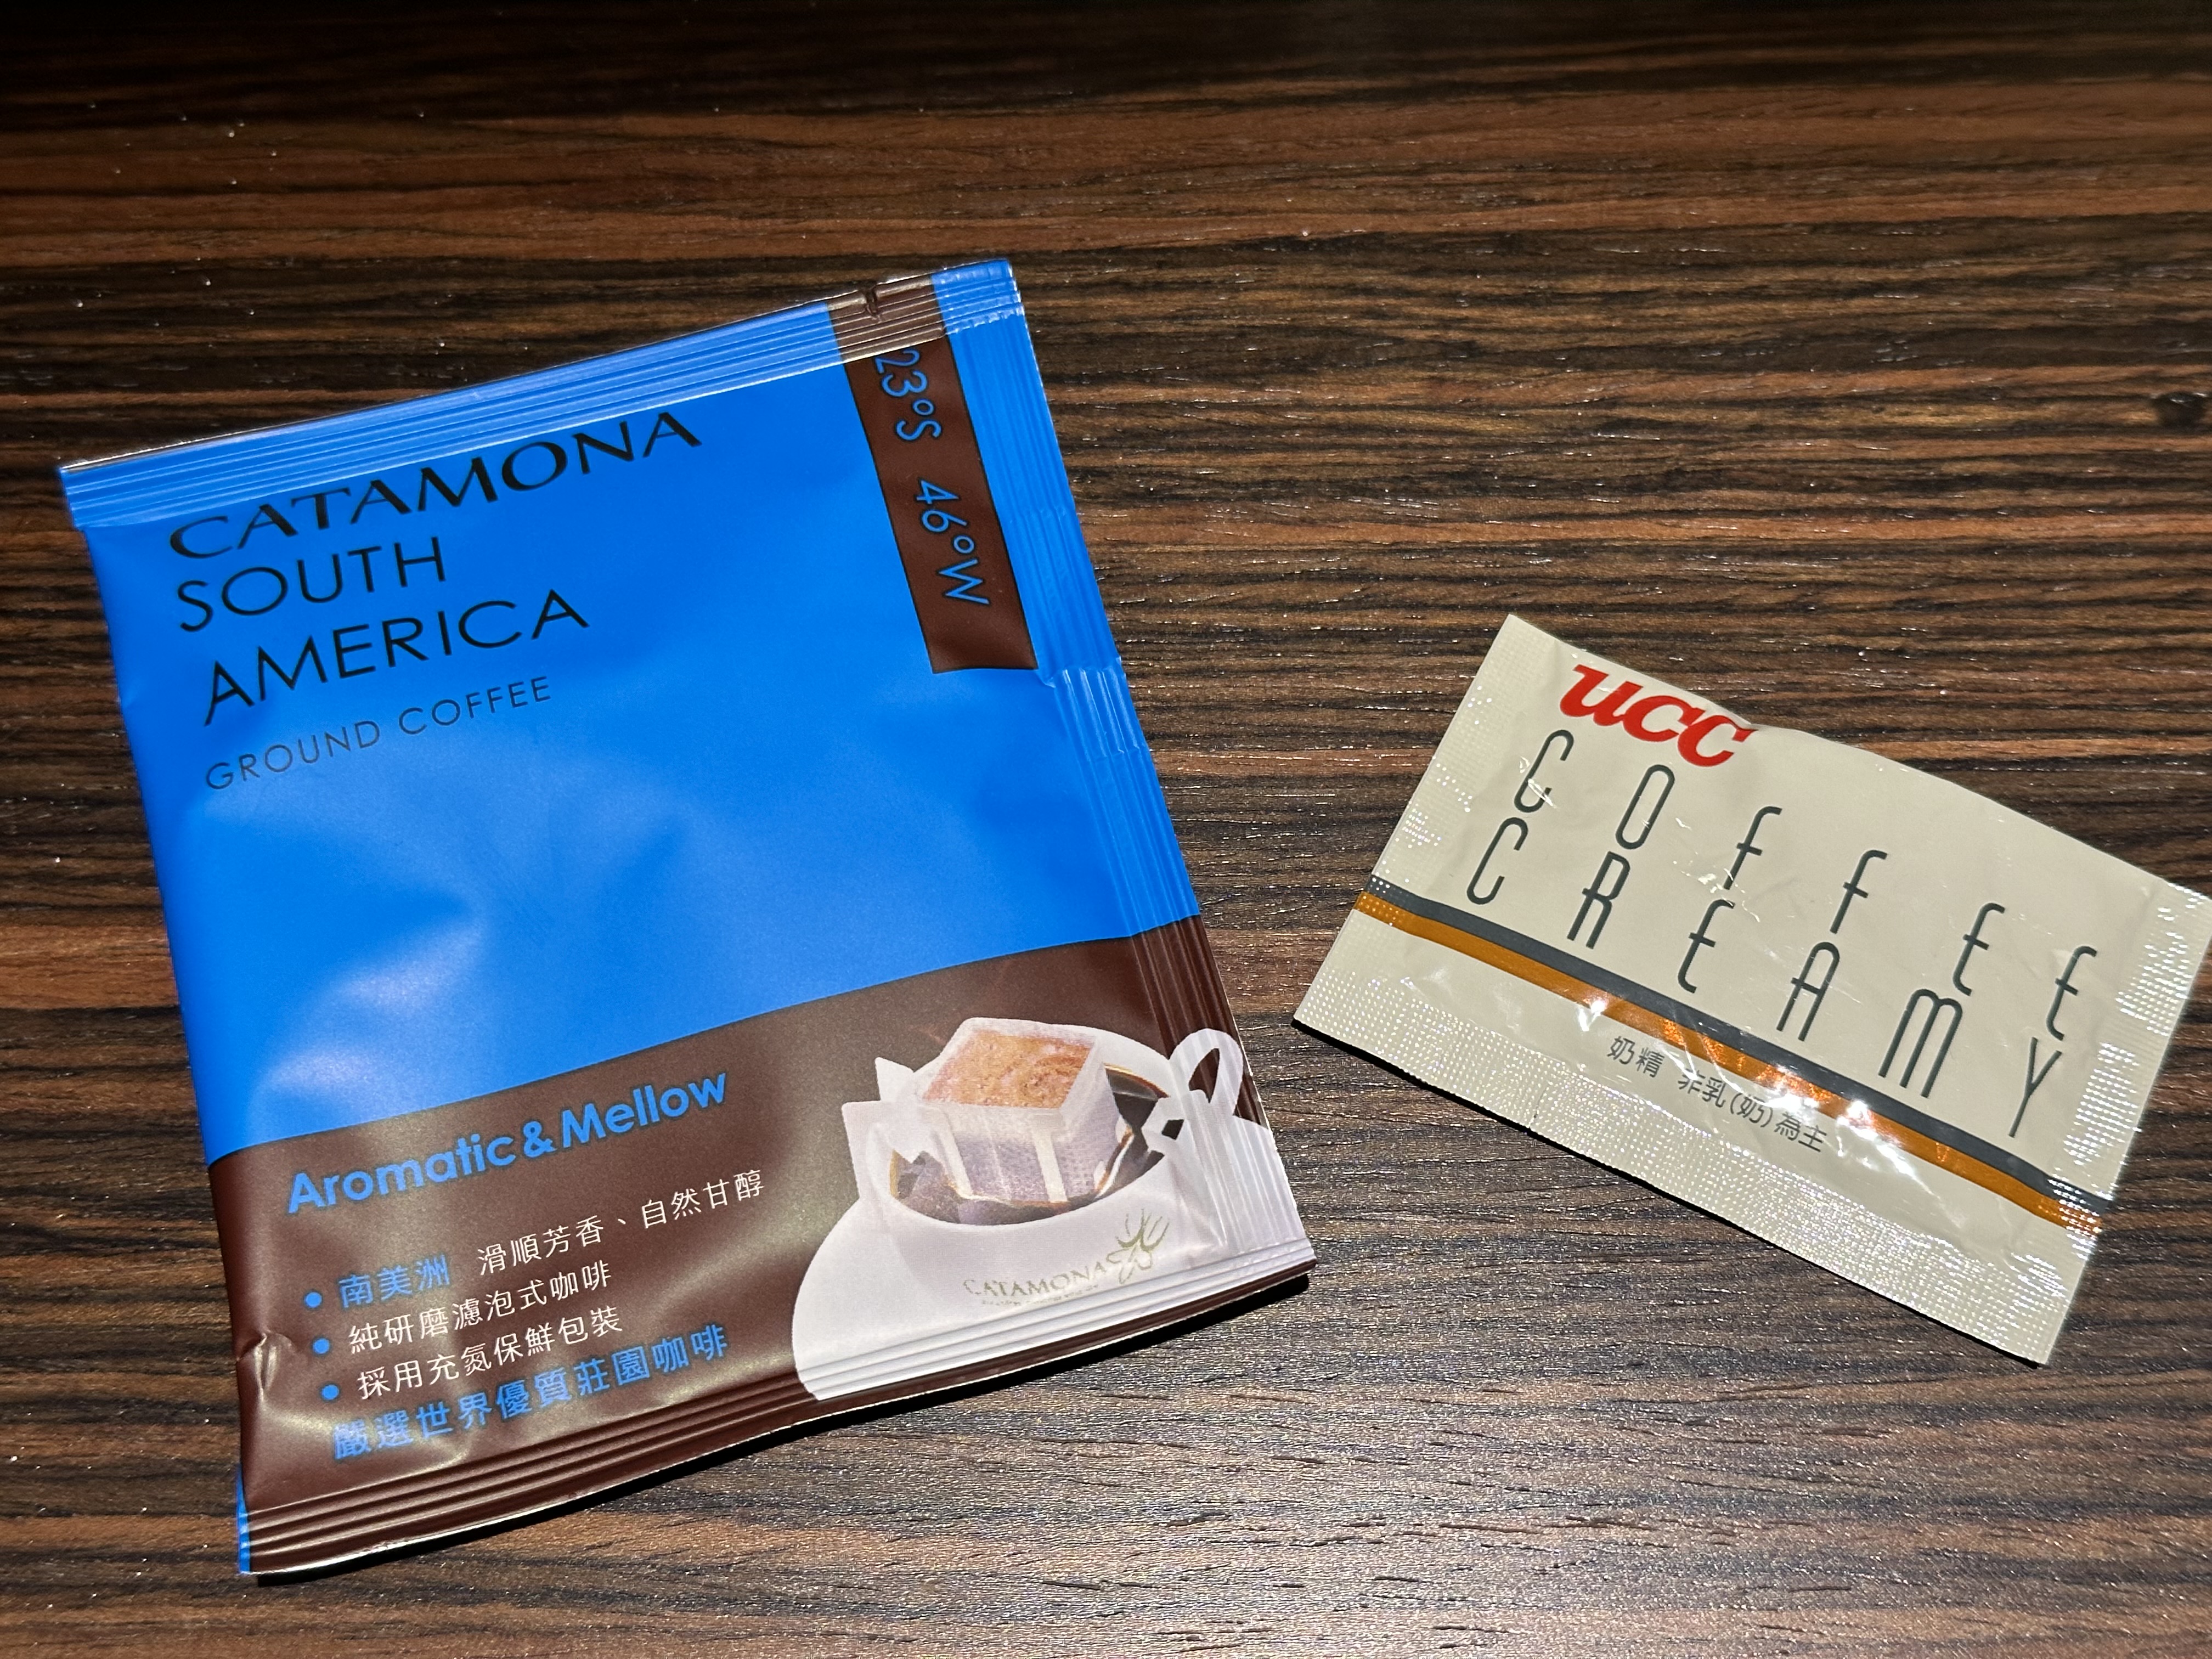 CATAMONA
SOUTH
AMERICA
GROUND COFFEE
23°S 46°W
Aromatic & Mellow
• 南美洲 滑順芳香、自然甘醇
• 純研磨濾泡式咖啡
• 採用充氮保鮮包裝
嚴選世界優質莊園咖啡
CATAMONA
ucc
COFFEE
CREAMY
奶精 非乳(奶)為主